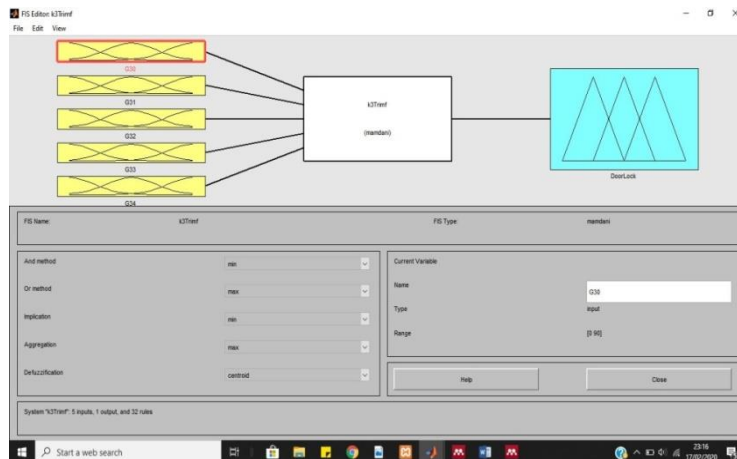 FIS Editor: k3Trimf
File Edit View
G30
G31
G32
G33
G34
k3Trimf
(mamdani)
DoorLock
FIS Name: k3Trimf FIS Type: mamdani
And method min
Or method max
Implication min
Aggregation max
Defuzzification centroid
Current Variable
Name G30
Type input
Range [0 90]
Help Close
System "k3Trimf": 5 inputs, 1 output, and 32 rules
Start a web search
23:16
17/02/2020